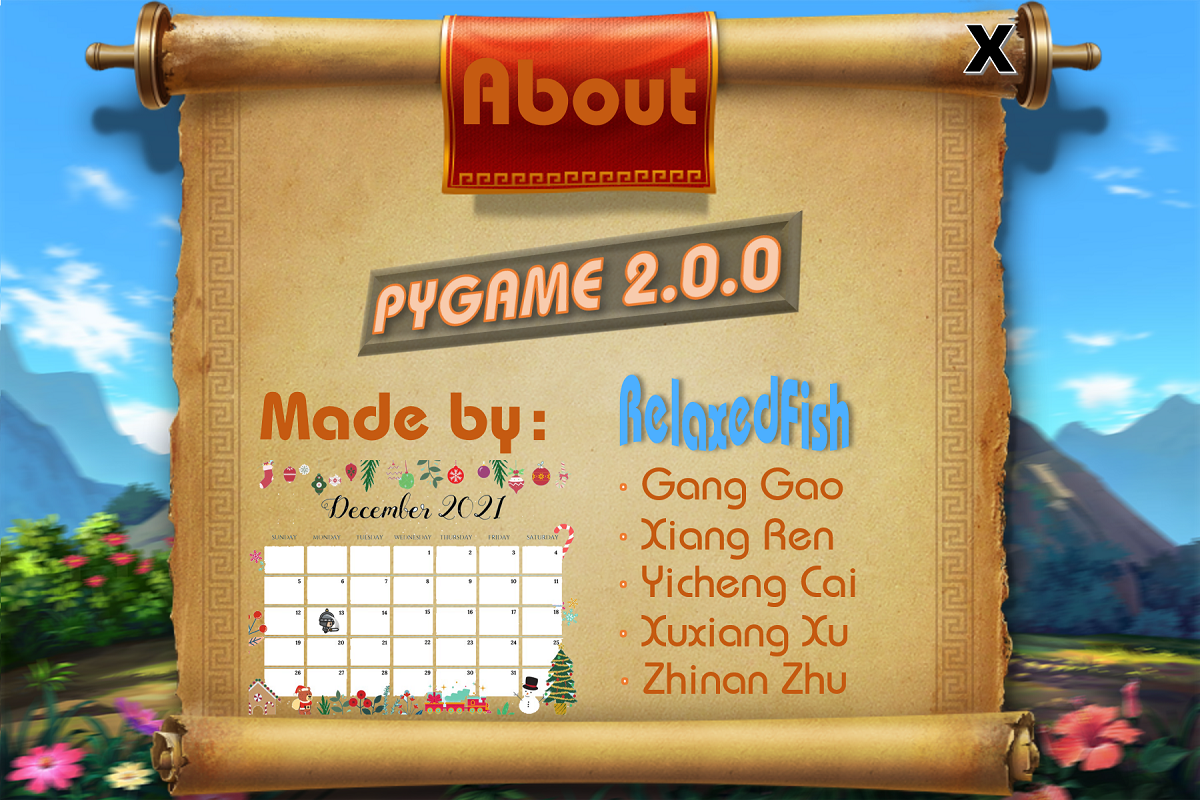 About
X
PYGAME 2.0.0
Made by:
RelaxedFish
• Gang Gao
• Xiang Ren
• Yicheng Cai
• Xuxiang Xu
• Zhinan Zhu
December 2021
SUNDAY MONDAY TUESDAY WEDNESDAY THURSDAY FRIDAY SATURDAY
1 2 3 4
5 6 7 8 9 10 11
12 13 14 15 16 17 18
19 20 21 22 23 24 25
26 27 28 29 30 31